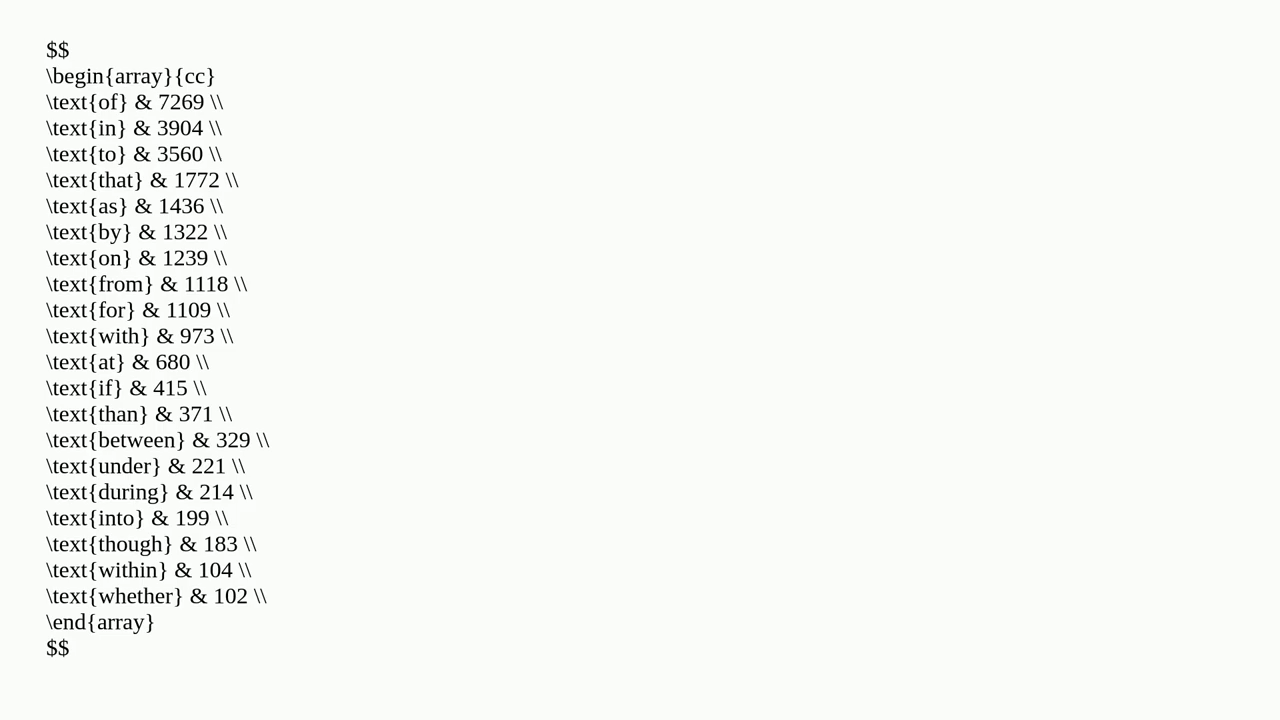 $$
\begin{array}{cc}
\text{of} & 7269 \\
\text{in} & 3904 \\
\text{to} & 3560 \\
\text{that} & 1772 \\
\text{as} & 1436 \\
\text{by} & 1322 \\
\text{on} & 1239 \\
\text{from} & 1118 \\
\text{for} & 1109 \\
\text{with} & 973 \\
\text{at} & 680 \\
\text{if} & 415 \\
\text{than} & 371 \\
\text{between} & 329 \\
\text{under} & 221 \\
\text{during} & 214 \\
\text{into} & 199 \\
\text{though} & 183 \\
\text{within} & 104 \\
\text{whether} & 102 \\
\end{array}
$$